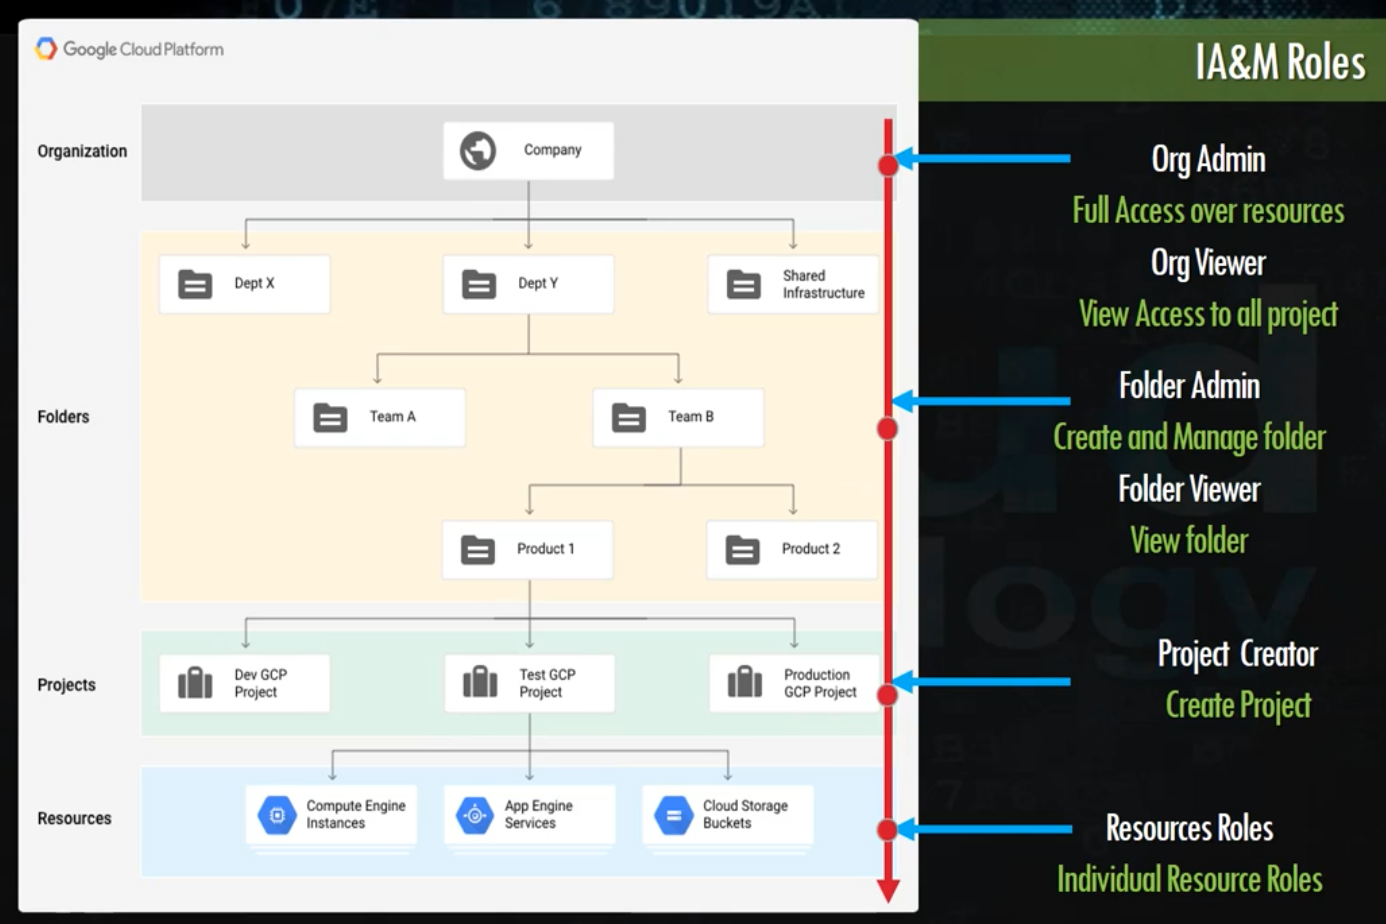 Google Cloud Platform
IA&M Roles
Organization
Company
Org Admin
Full Access over resources
Org Viewer
View Access to all project
Dept X
Dept Y
Shared
Infrastructure
Folders
Team A
Team B
Folder Admin
Create and Manage folder
Folder Viewer
View folder
Product 1
Product 2
Projects
Dev GCP
Project
Test GCP
Project
Production
GCP Project
Project Creator
Create Project
Resources
Compute Engine
Instances
App Engine
Services
Cloud Storage
Buckets
Resources Roles
Individual Resource Roles